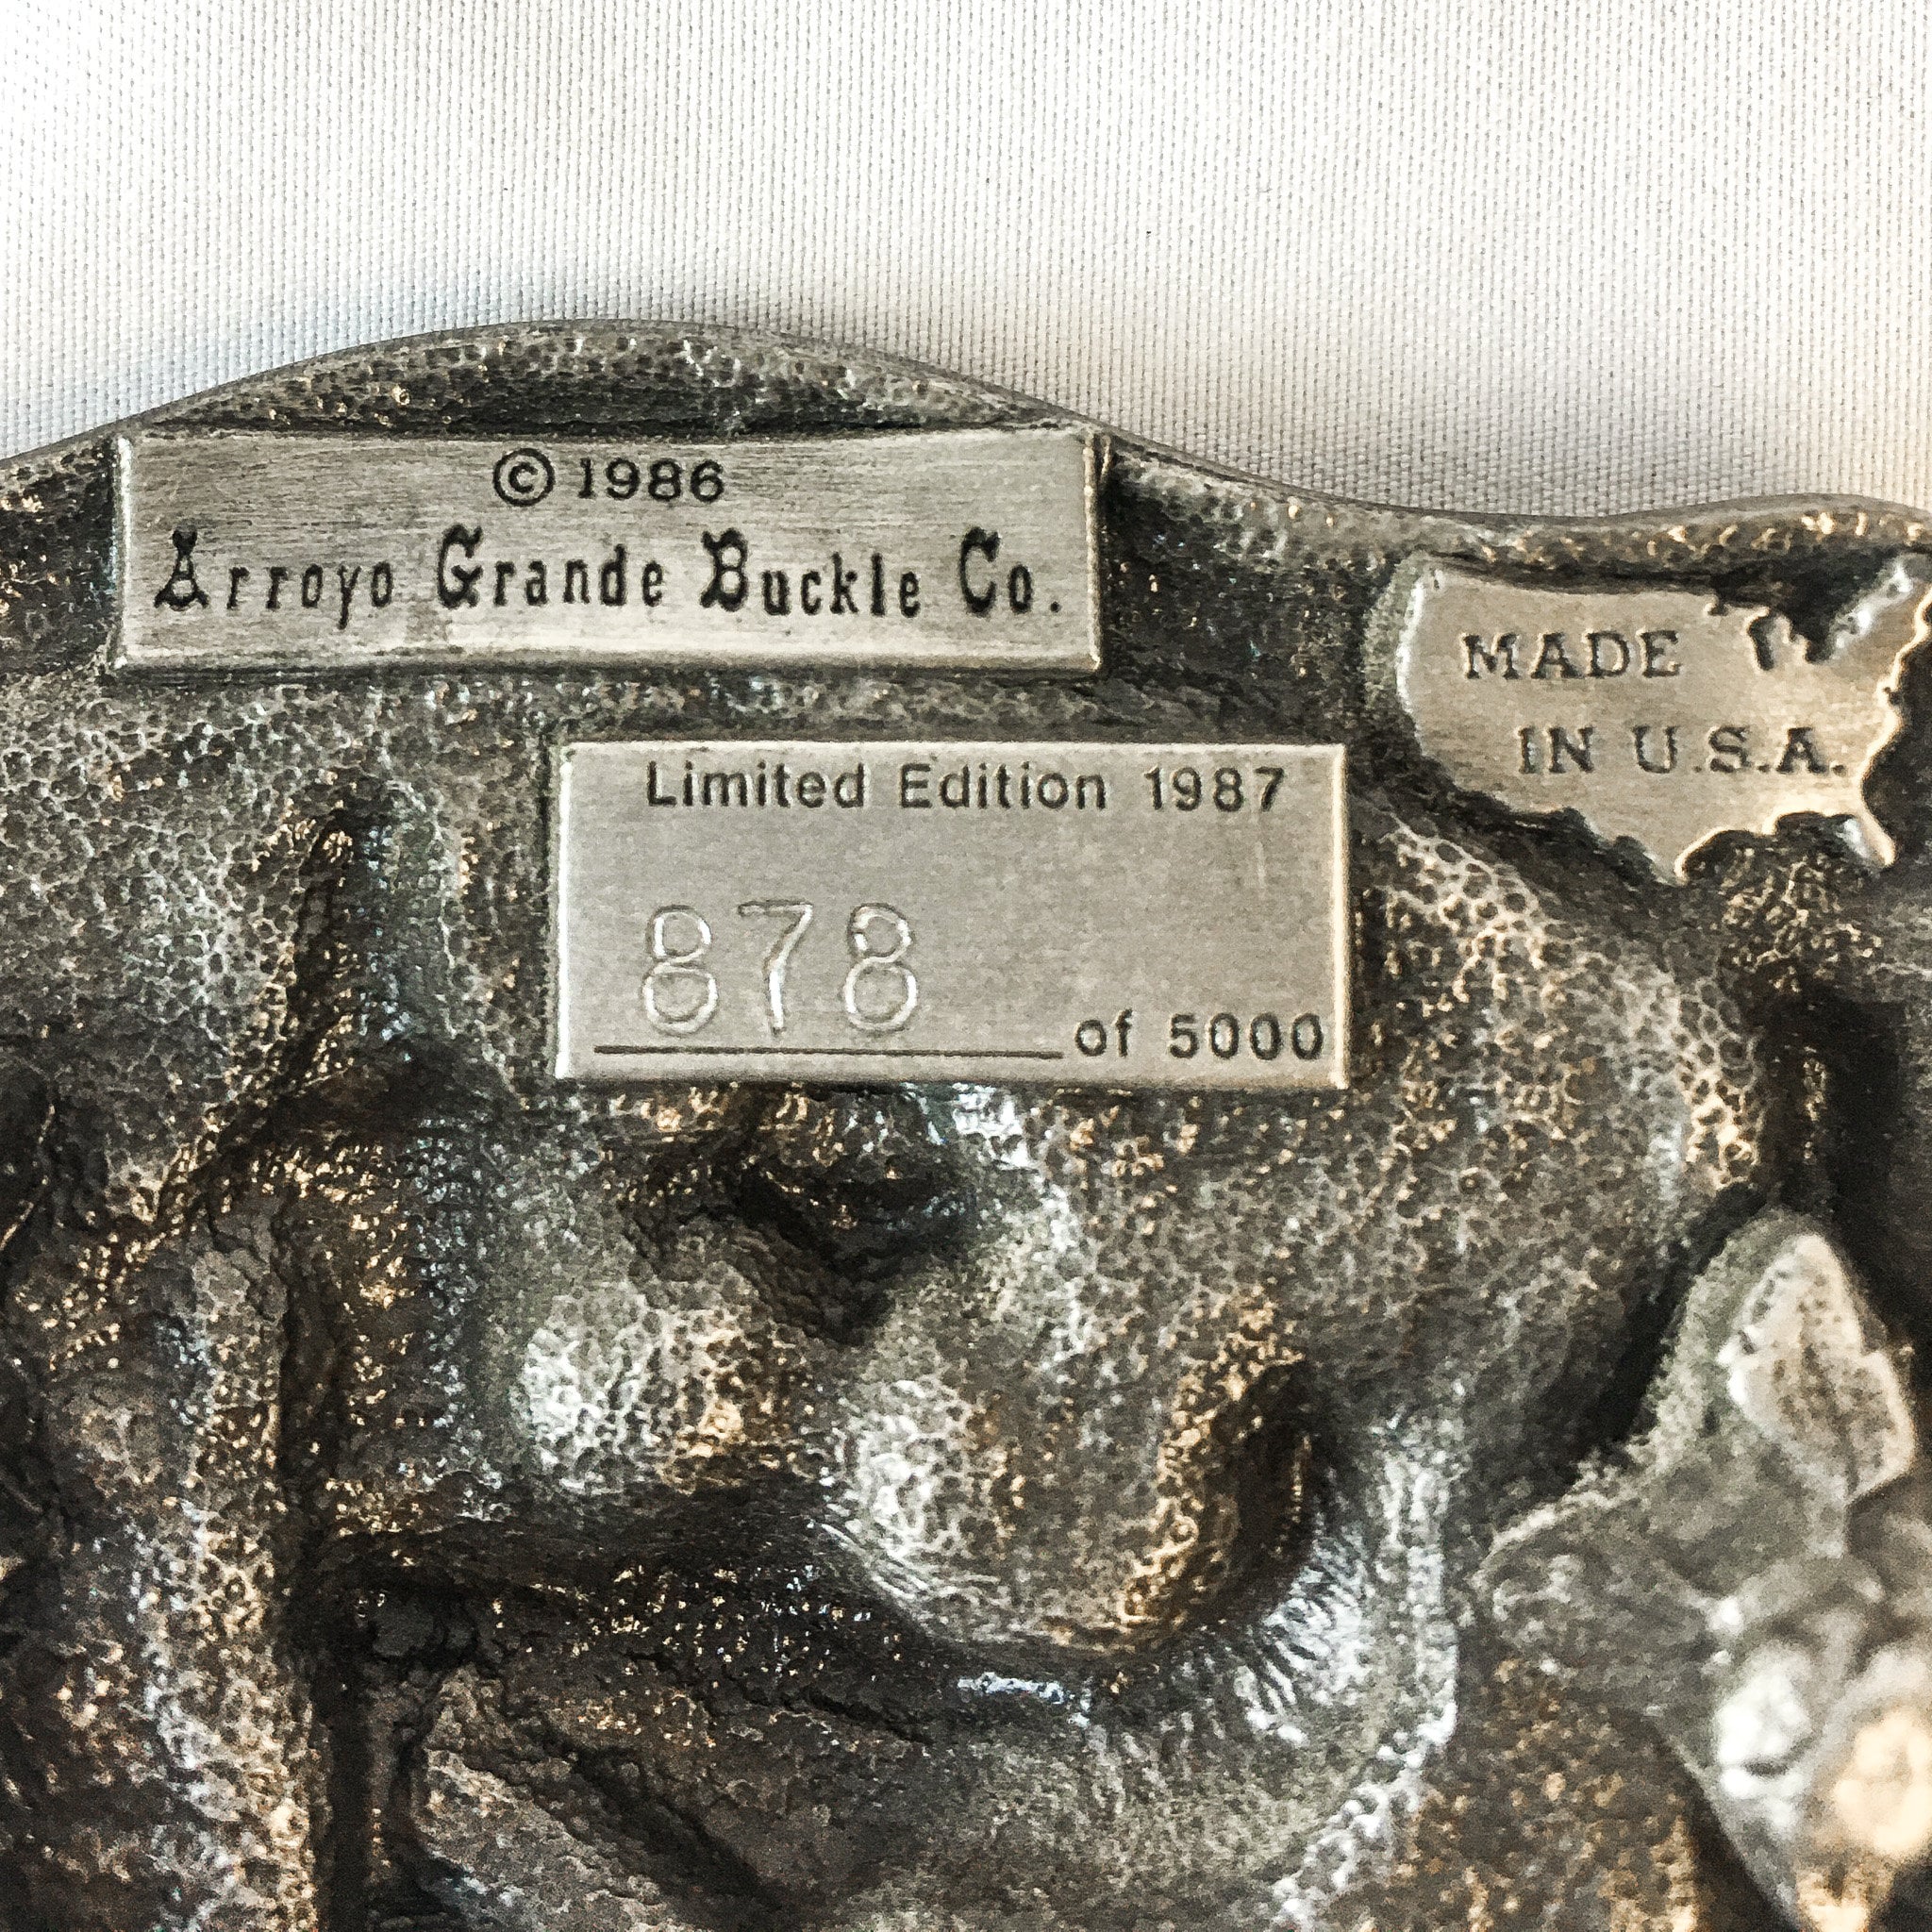 © 1986
Arroyo Grande Buckle Co.
MADE
IN U.S.A.
Limited Edition 1987
878 of 5000